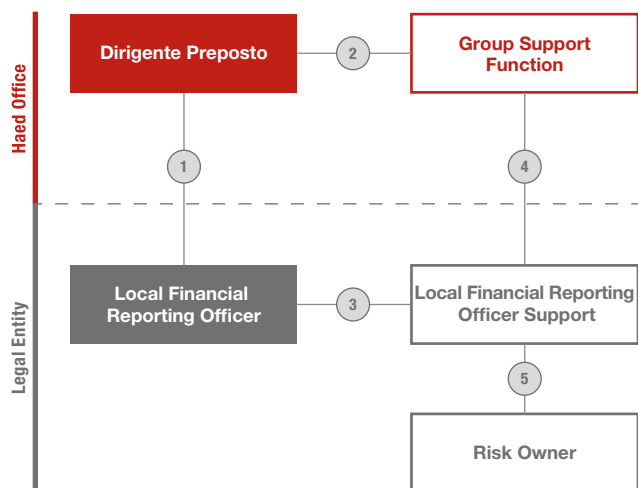 Haed Office
Dirigente Preposto
2
Group Support
Function
1
4
Legal Entity
Local Financial
Reporting Officer
3
Local Financial Reporting
Officer Support
5
Risk Owner